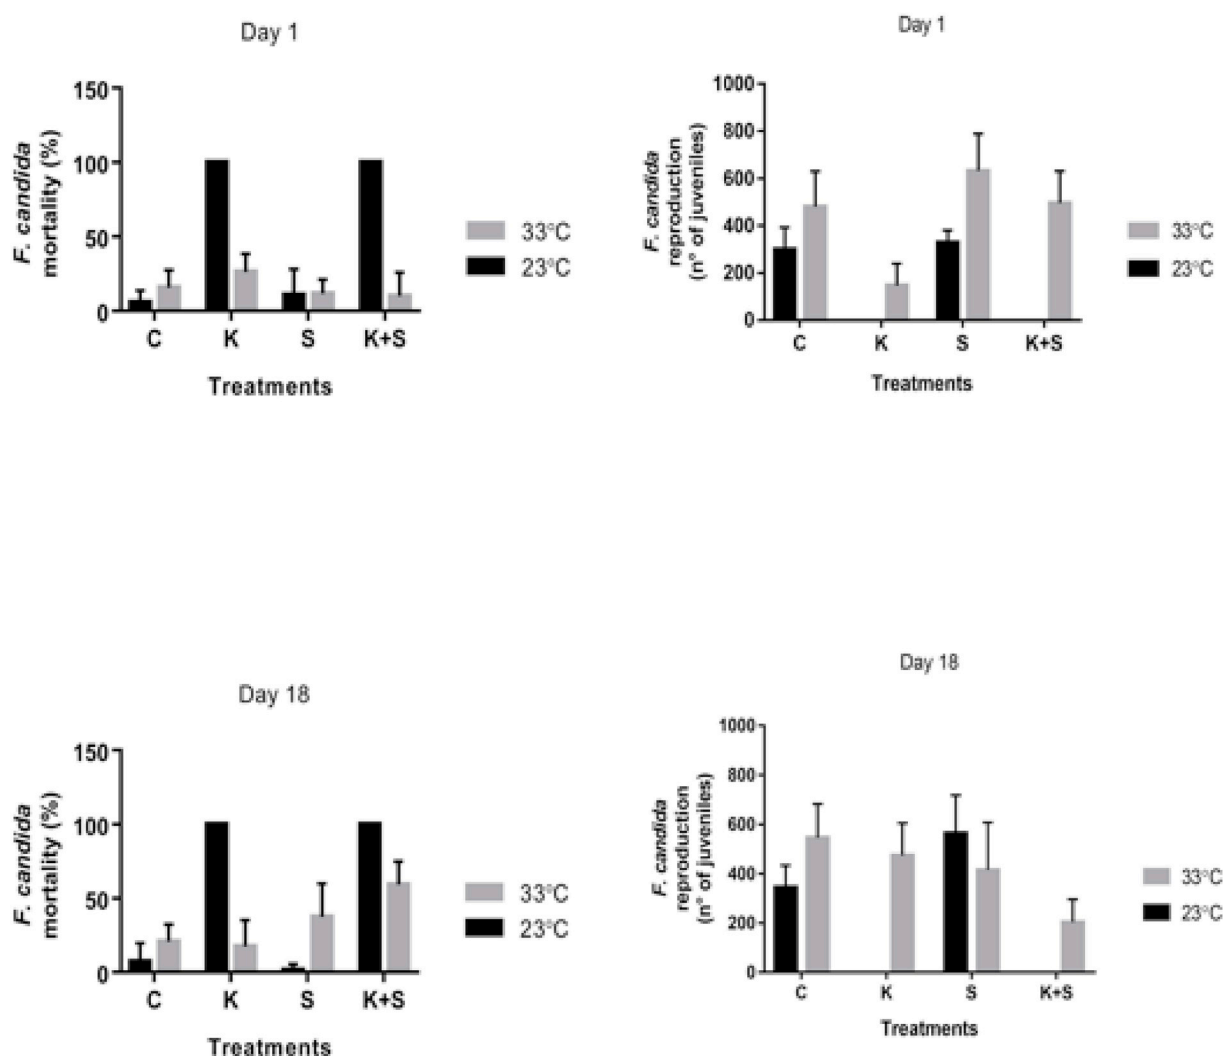 Day 1
150
100
50
0
F. candida
mortality (%)
C K S K+S
Treatments
33°C
23°C
Day 1
1000
800
600
400
200
0
F. candida
reproduction
(n° of juveniles)
C K S K+S
Treatments
33°C
23°C
Day 18
150
100
50
0
F. candida
mortality (%)
C K S K+S
Treatments
33°C
23°C
Day 18
1000
800
600
400
200
0
F. candida
reproduction
(n° of juveniles)
C K S K+S
Treatments
33°C
23°C